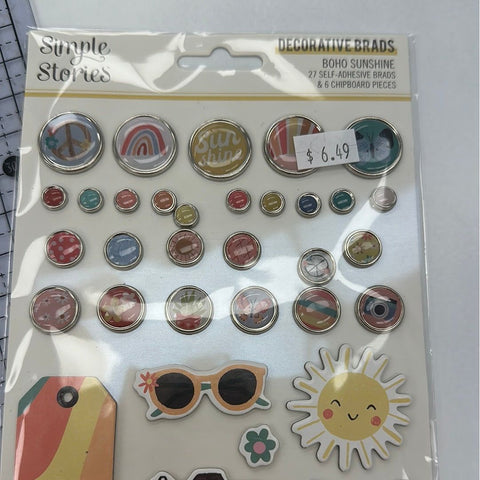 Simple
Stories
DECORATIVE BRADS
BOHO SUNSHINE
27 SELF-ADHESIVE BRADS
& 6 CHIPBOARD PIECES
sun
shine
$ 6.49